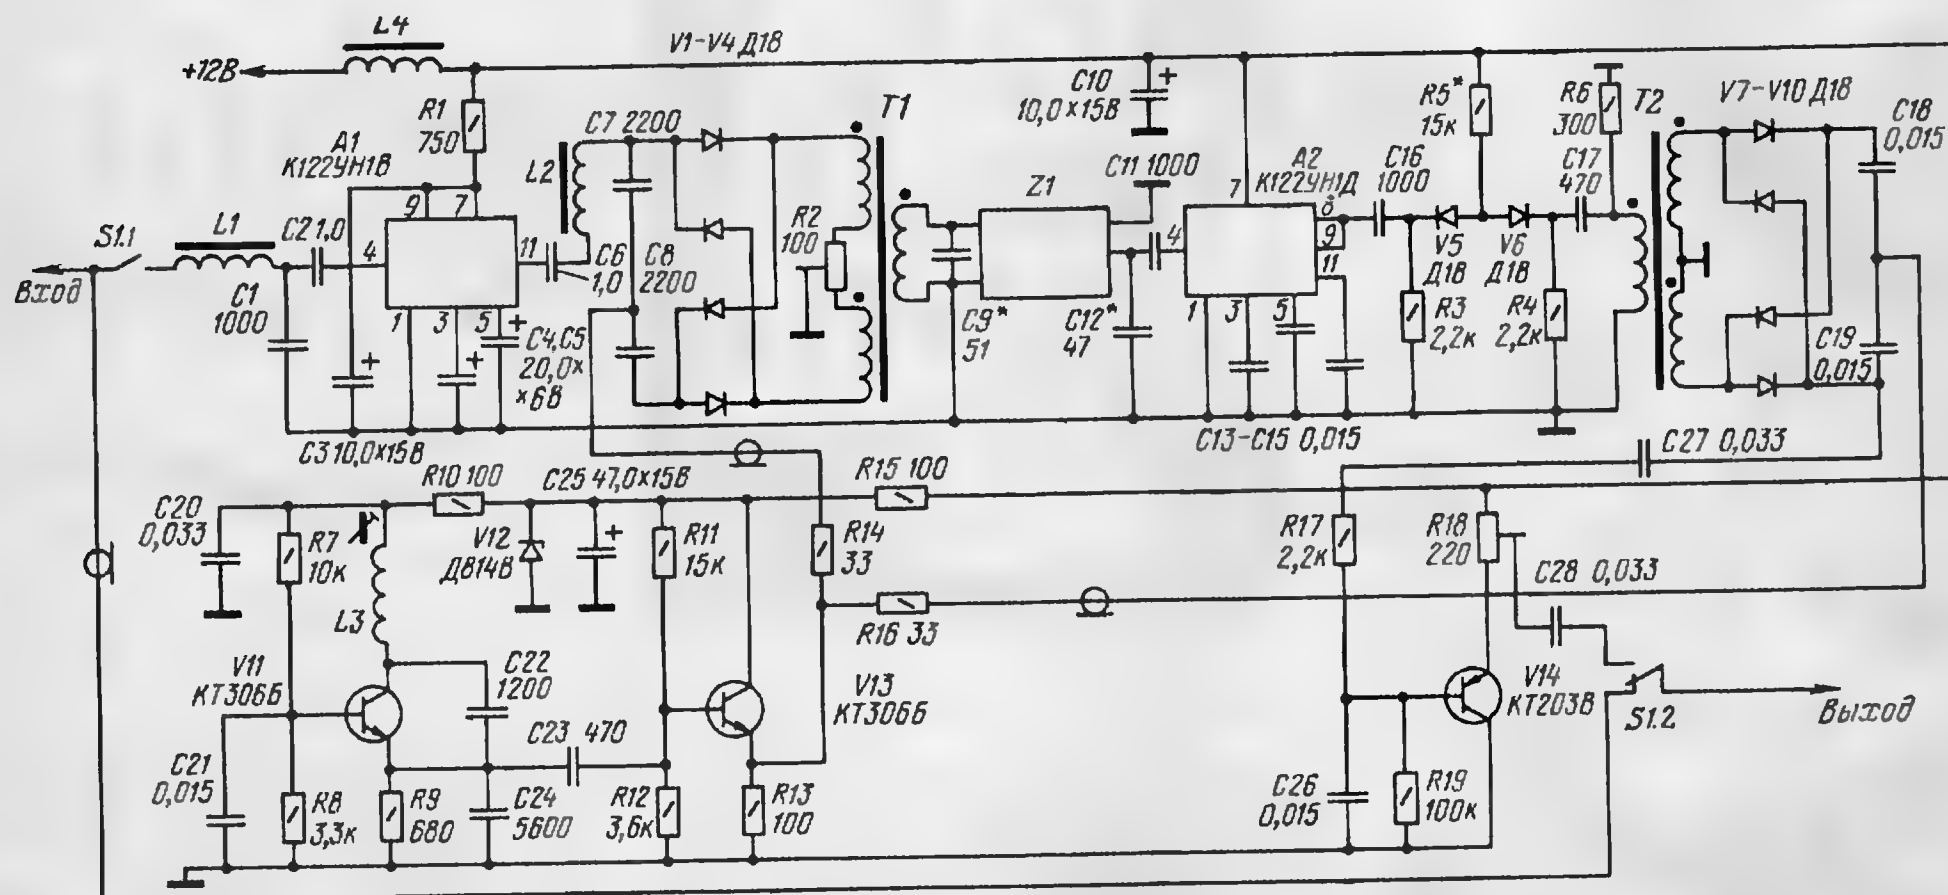 L4
+12В
V1-V4 Д18
R1
750
A1
К122УН1В
9
7
4
11
1
3
5
S1.1
L1
C2 1,0
Вход
C1
1000
C3 10,0×15В
C4, C5
20,0×
×6В
L2
C6
1,0
C7 2200
C8
2200
R2
100
T1
C9*
51
Z1
C10
10,0×15В
C11 1000
C12*
47
4
A2
К122УН1Д
7
8
9
11
1
3
5
C13-C15 0,015
C16
1000
R5*
15к
V5
Д18
V6
Д18
R3
2,2к
R4
2,2к
R6
300
C17
470
T2
V7-V10 Д18
C18
0,015
C19
0,015
C27 0,033
C20
0,033
R7
10к
L3
R10 100
C25 47,0×15В
V12
Д814В
R11
15к
R14
33
R15 100
R16 33
R17
2,2к
R18
220
C28 0,033
V11
КТ306Б
C22
1200
C23 470
V13
КТ306Б
V14
КТ203В
S1.2
Выход
C21
0,015
R8
3,3к
R9
680
C24
5600
R12
3,6к
R13
100
C26
0,015
R19
100к